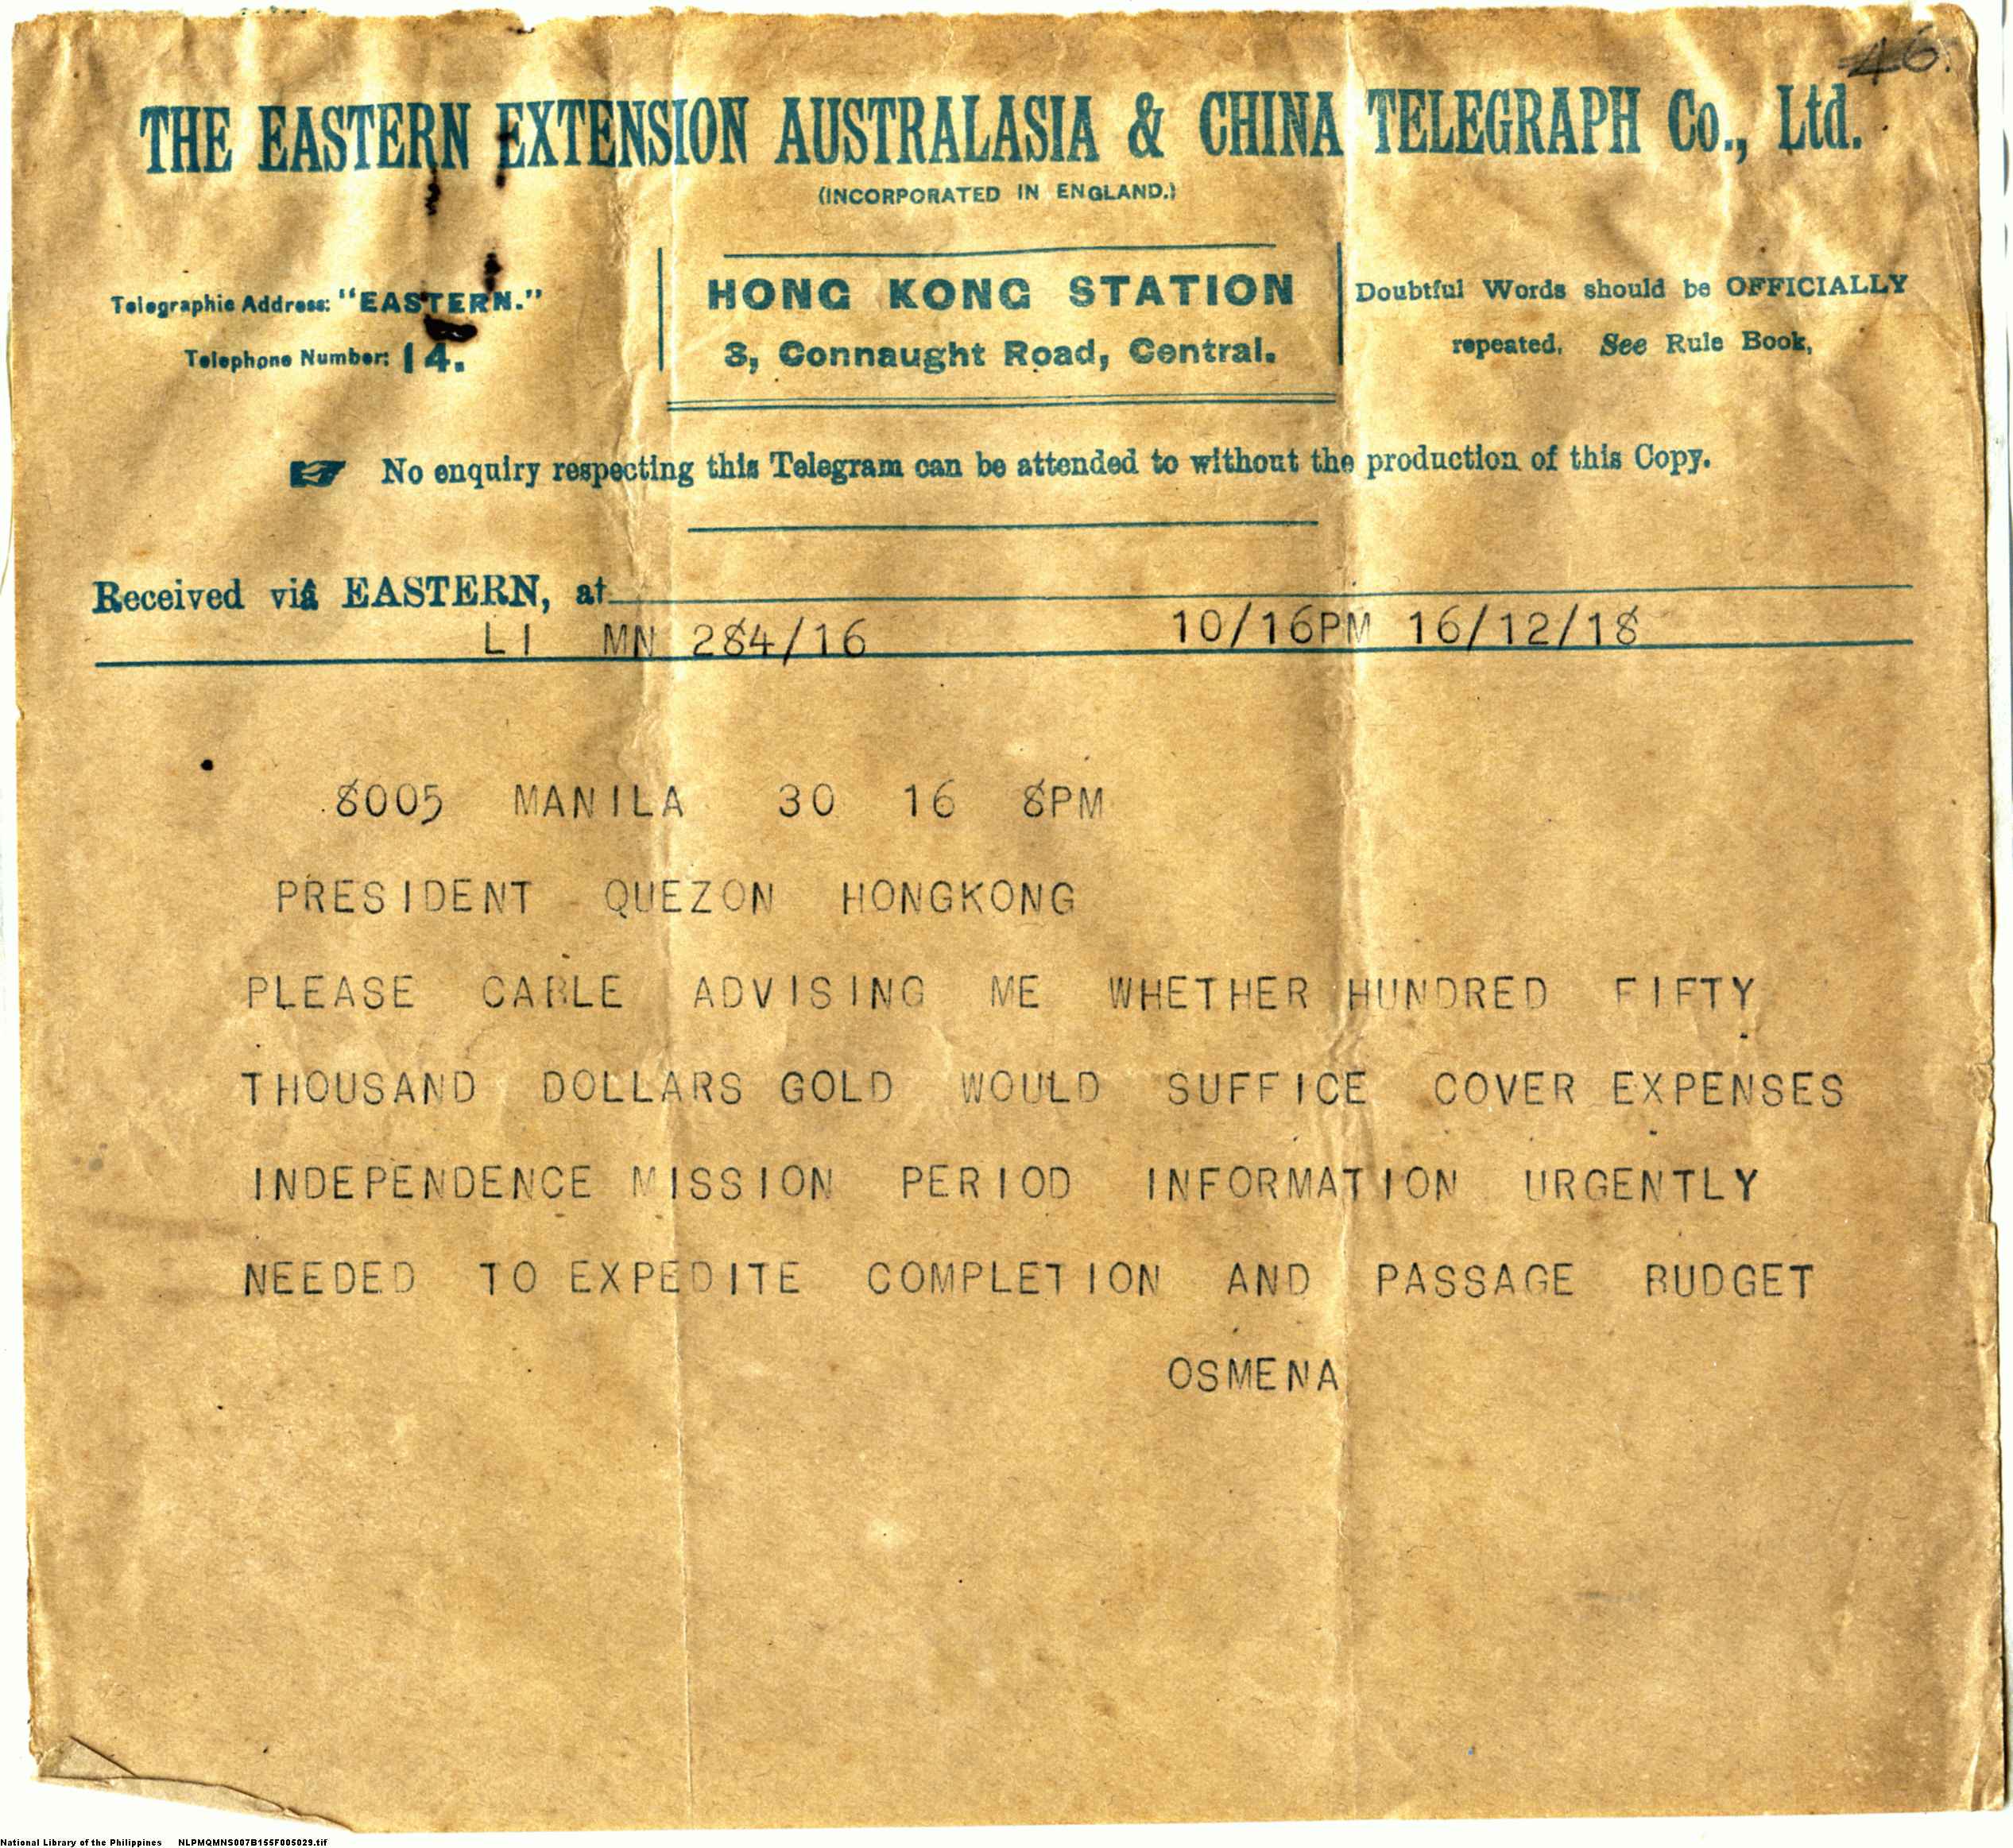 46.
THE EASTERN EXTENSION AUSTRALASIA & CHINA TELEGRAPH Co., Ltd.
(INCORPORATED IN ENGLAND.)
Telegraphic Address: "EASTERN."
Telephone Number: 14.
HONG KONG STATION
3, Connaught Road, Central.
Doubtful Words should be OFFICIALLY
repeated. See Rule Book,
No enquiry respecting this Telegram can be attended to without the production of this Copy.
Received viâ EASTERN, at
LI MN 284/16 10/16PM 16/12/18
8005 MANILA 30 16 8PM
PRESIDENT QUEZON HONGKONG
PLEASE CABLE ADVISING ME WHETHER HUNDRED FIFTY
THOUSAND DOLLARS GOLD WOULD SUFFICE COVER EXPENSES
INDEPENDENCE MISSION PERIOD INFORMATION URGENTLY
NEEDED TO EXPEDITE COMPLETION AND PASSAGE BUDGET
OSMENA
National Library of the Philippines NLPMQMNS007B155F005029.tif